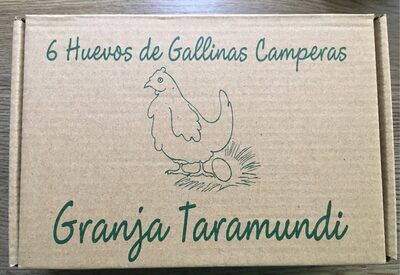 6 Huevos de Gallinas Camperas
Granja Taramundi